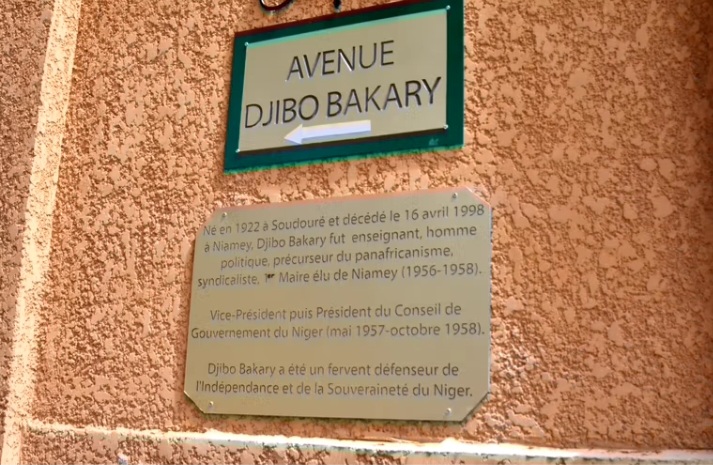 AVENUE
DJIBO BAKARY
Né en 1922 à Soudouré et décédé le 16 avril 1998
à Niamey, Djibo Bakary fut enseignant, homme
politique, précurseur du panafricanisme,
syndicaliste, 1er Maire élu de Niamey (1956-1958).
Vice-Président puis Président du Conseil de
Gouvernement du Niger (mai 1957-octobre 1958).
Djibo Bakary a été un fervent défenseur de
l'Indépendance et de la Souveraineté du Niger.